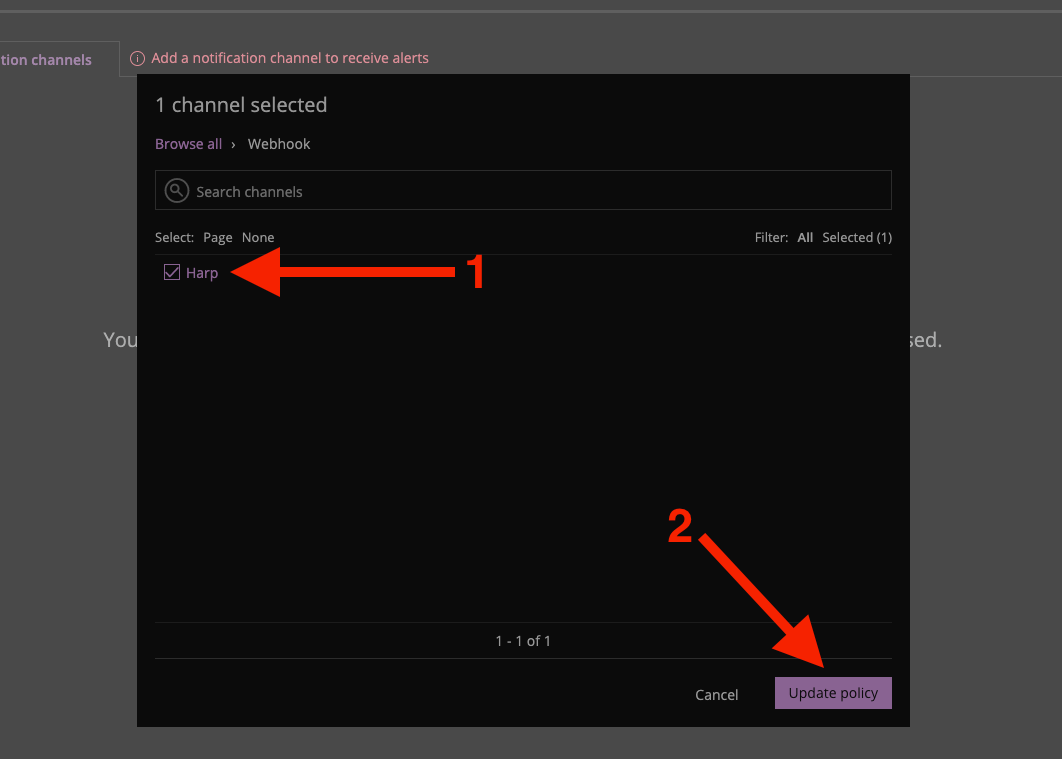 tion channels
Add a notification channel to receive alerts
1 channel selected
Browse all › Webhook
Search channels
Select: Page None
Filter: All Selected (1)
Harp
1
You
sed.
2
1 - 1 of 1
Cancel
Update policy